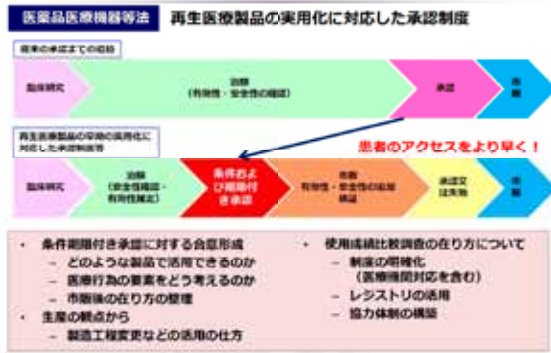 医薬品医療機器等法 再生医療製品の実用化に対応した承認制度
従来の承認までの道筋
臨床研究
治験
(有効性・安全性の確認)
承認
市販
再生医療製品の早期の実用化に
対応した承認制度等
患者のアクセスをより早く!
臨床研究
治験
(安全性確認・
有効性推定)
条件およ
び期限付
き承認
市販
有効性・安全性の追加
検証
承認又
は失効
市販
・ 条件期限付き承認に対する合意形成
– どのような製品で活用できるのか
– 医療行為の要素をどう考えるのか
– 市販後の在り方の整理
・ 生産の観点から
– 製造工程変更などの活用の仕方
・ 使用成績比較調査の在り方について
– 制度の明確化
(医療機関対応を含む)
– レジストリの活用
– 協力体制の構築